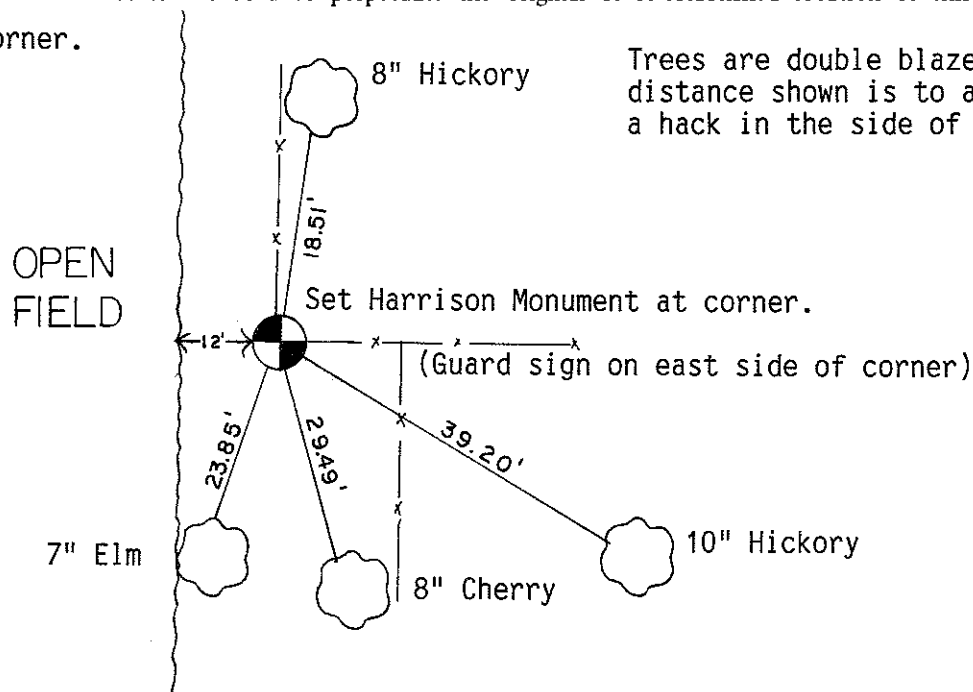 corner.
8" Hickory
Trees are double blaze
distance shown is to a
a hack in the side of
18.51'
OPEN
FIELD
Set Harrison Monument at corner.
12'
(Guard sign on east side of corner)
39.20'
23.85'
29.49'
7" Elm
10" Hickory
8" Cherry